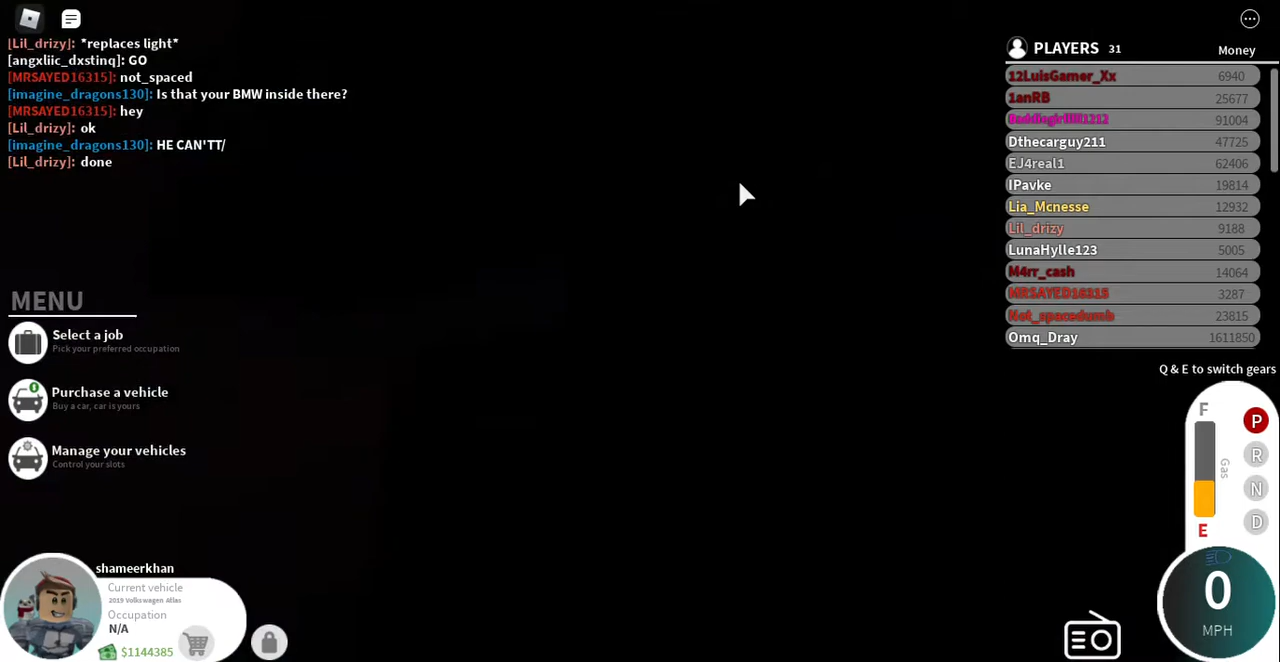 [Lil_drizy]: *replaces light*
[angxliic_dxstinq]: GO
[MRSAYED16315]: not_spaced
[imagine_dragons130]: Is that your BMW inside there?
[MRSAYED16315]: hey
[Lil_drizy]: ok
[imagine_dragons130]: HE CAN'TT/
[Lil_drizy]: done
PLAYERS 31 Money
12LuisGamer_Xx 6940
1anRB 25677
91004
Dthecarguy211 47725
EJ4real1 62406
IPavke 19814
Lia_Mcnesse 12932
Lil_drizy 9188
LunaHylle123 5005
M4rr_cash 14064
MRSAYED16315 3287
Not_spacedumb 23815
Omq_Dray 1611850
MENU
Select a job
Pick your preferred occupation
Purchase a vehicle
Buy a car, car is yours
Manage your vehicles
Control your slots
Q & E to switch gears
F
P
R
Gas
N
D
E
0
MPH
shameerkhan
Current vehicle
2019 Volkswagen Atlas
Occupation
N/A
$1144385